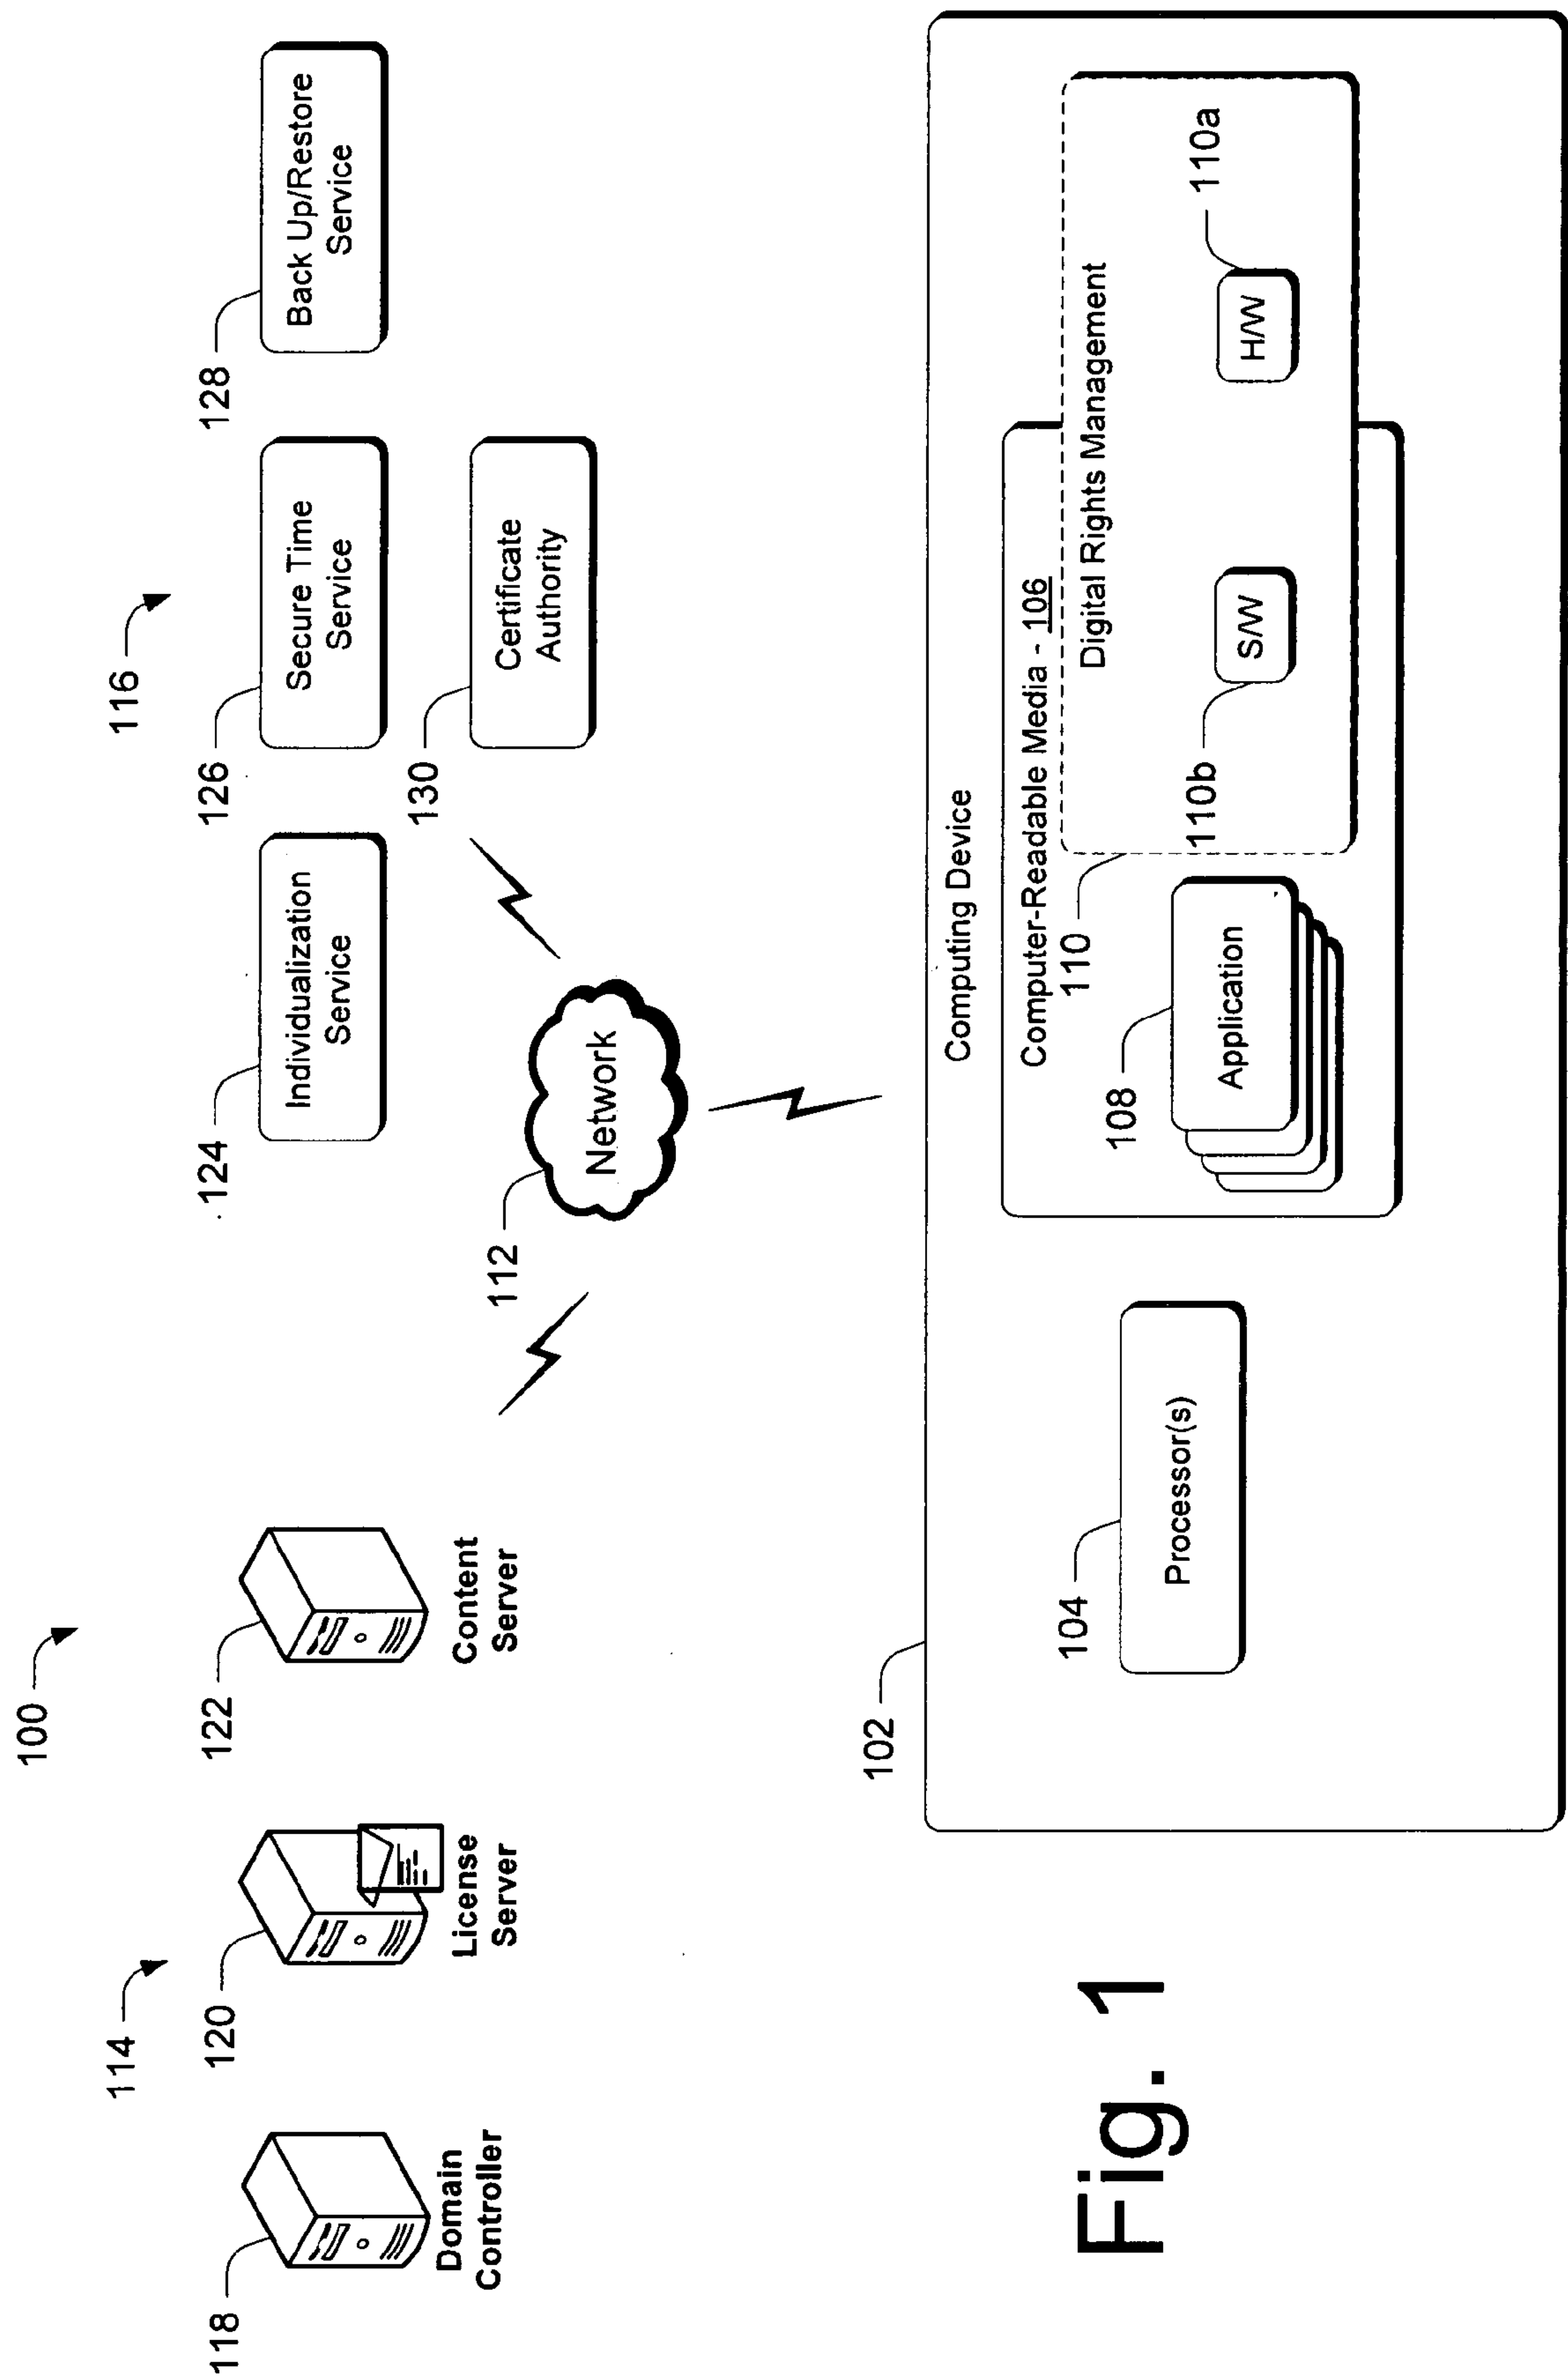 100
114
116
118
120
122
124
126
128
Domain
Controller
License
Server
Content
Server
Individualization
Service
Secure Time
Service
Back Up/Restore
Service
130
Certificate
Authority
112
Network
102
Computing Device
104
Processor(s)
Computer-Readable Media - 106
108
Application
110
Digital Rights Management
110b
S/W
H/W
110a
Fig. 1